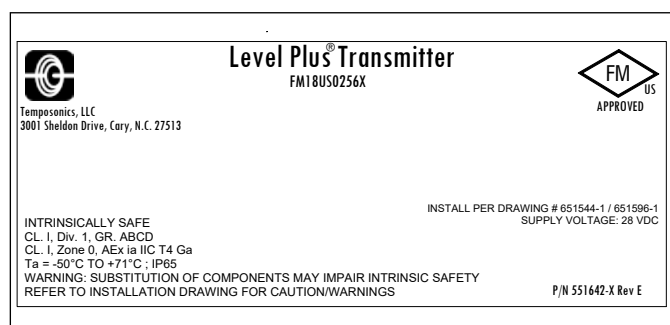 Level Plus® Transmitter
FM18US0256X
FM
US
APPROVED
Temposonics, LLC
3001 Sheldon Drive, Cary, N.C. 27513
INSTALL PER DRAWING # 651544-1 / 651596-1
SUPPLY VOLTAGE: 28 VDC
INTRINSICALLY SAFE
CL. I, Div. 1, GR. ABCD
CL. I, Zone 0, AEx ia IIC T4 Ga
Ta = -50°C TO +71°C ; IP65
WARNING: SUBSTITUTION OF COMPONENTS MAY IMPAIR INTRINSIC SAFETY
REFER TO INSTALLATION DRAWING FOR CAUTION/WARNINGS
P/N 551642-X Rev E